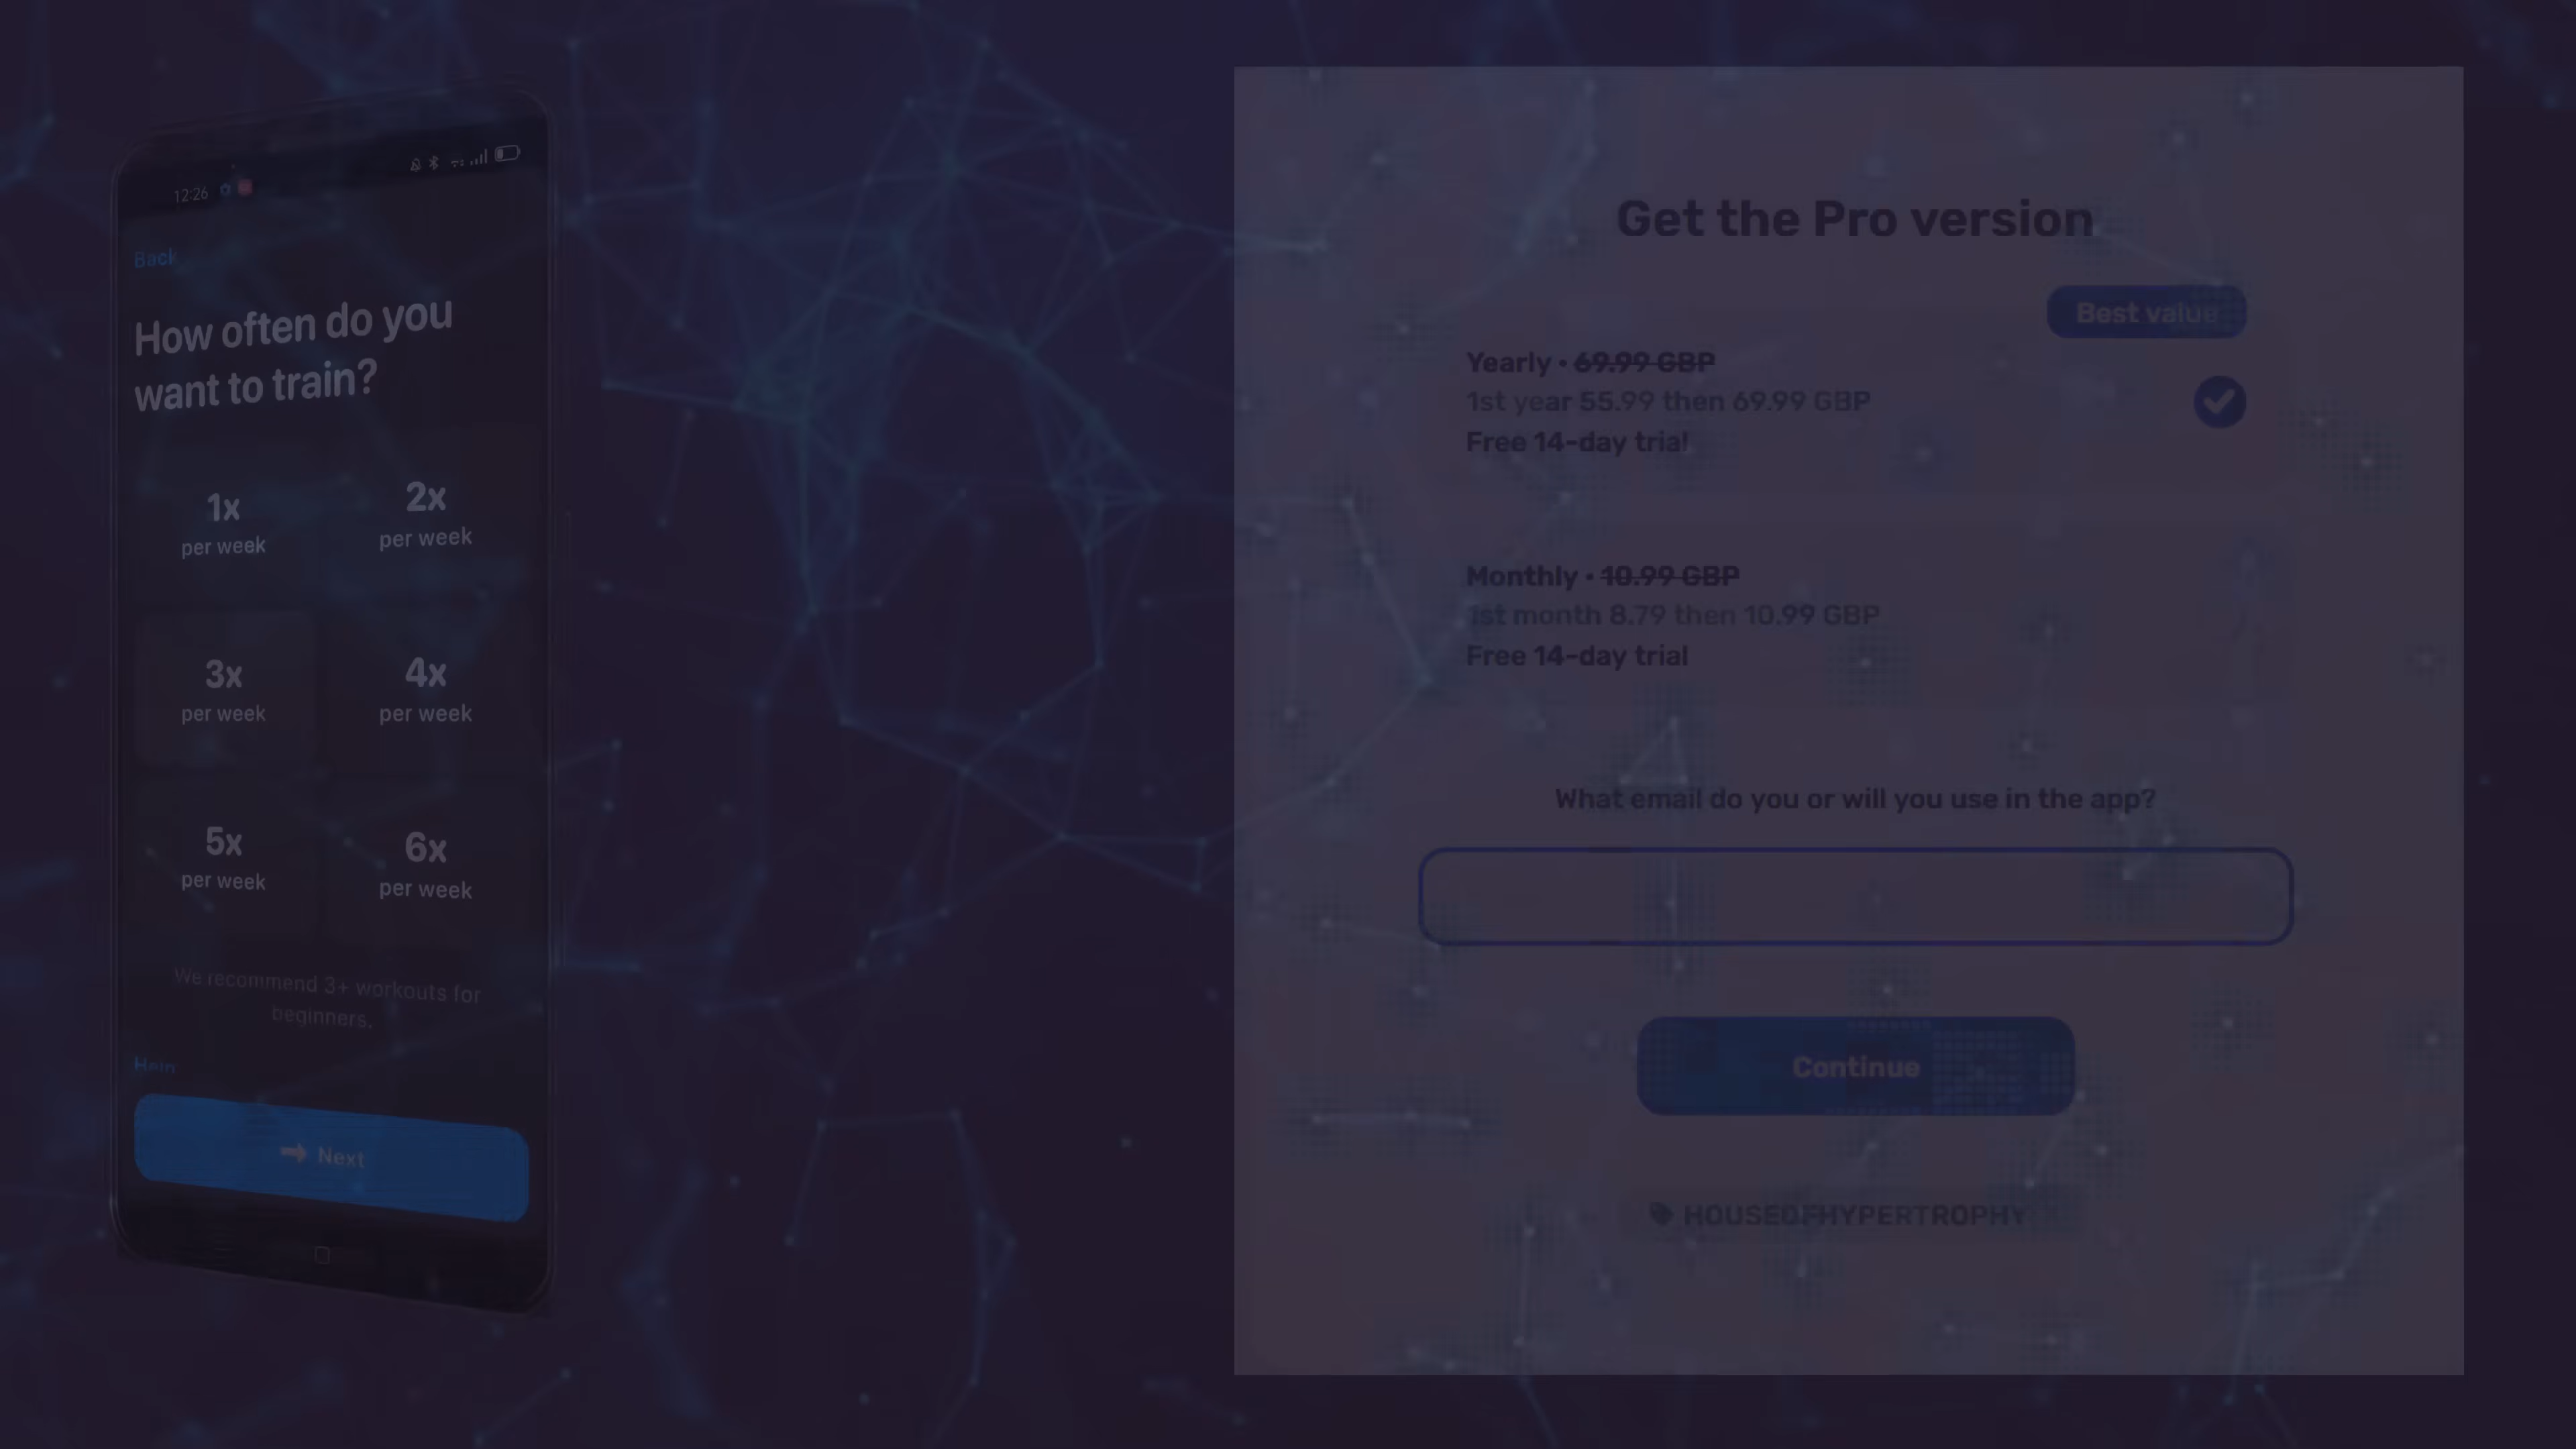 12:26
Back
How often do you
want to train?
1x
per week
2x
per week
3x
per week
4x
per week
5x
per week
6x
per week
We recommend 3+ workouts for
beginners.
Help
Next
Get the Pro version
Best value
Yearly • 69.99 GBP
1st year 55.99 then 69.99 GBP
Free 14-day trial
Monthly • 10.99 GBP
1st month 8.79 then 10.99 GBP
Free 14-day trial
What email do you or will you use in the app?
Continue
HOUSEOFHYPERTROPHY